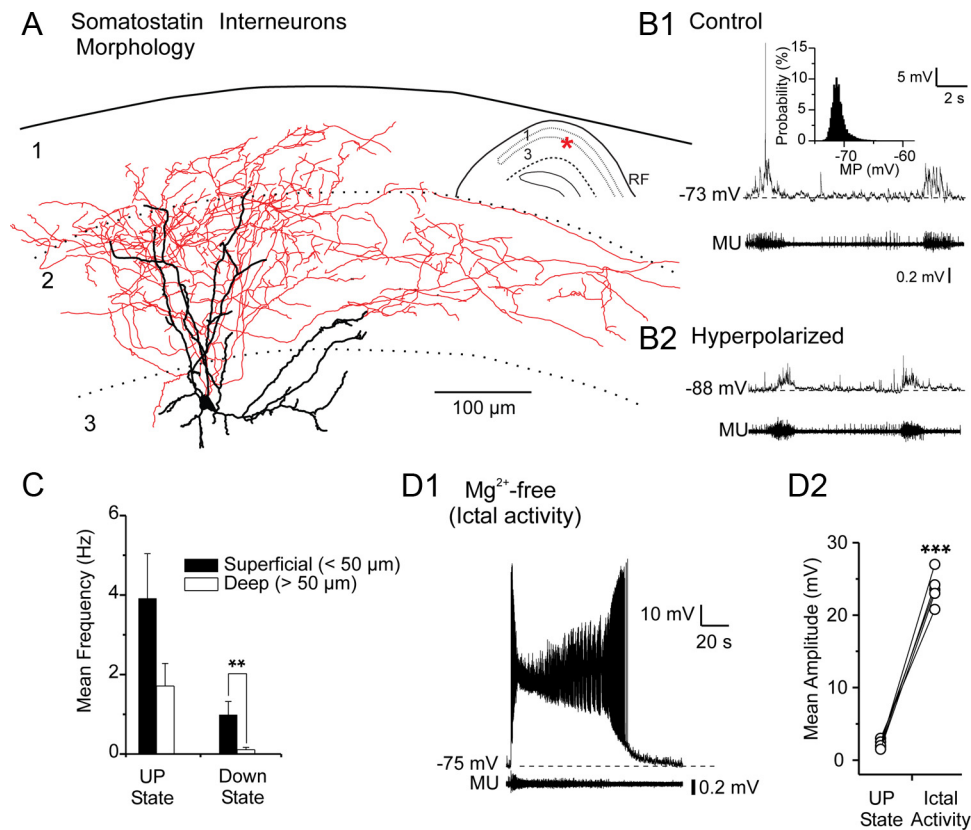 A
Somatostatin Interneurons
Morphology
1
2
3
100 µm
1
3
*
RF
B1 Control
Probability (%)
15
10
5
0
-70
-60
MP (mV)
5 mV
2 s
-73 mV
MU
0.2 mV
B2 Hyperpolarized
-88 mV
MU
C
Mean Frequency (Hz)
6
4
2
0
Superficial (< 50 µm)
Deep (> 50 µm)
**
UP
State
Down
State
D1
Mg²⁺-free
(Ictal activity)
10 mV
20 s
-75 mV
MU
0.2 mV
D2
Mean Amplitude (mV)
30
20
10
0
***
UP
State
Ictal
Activity